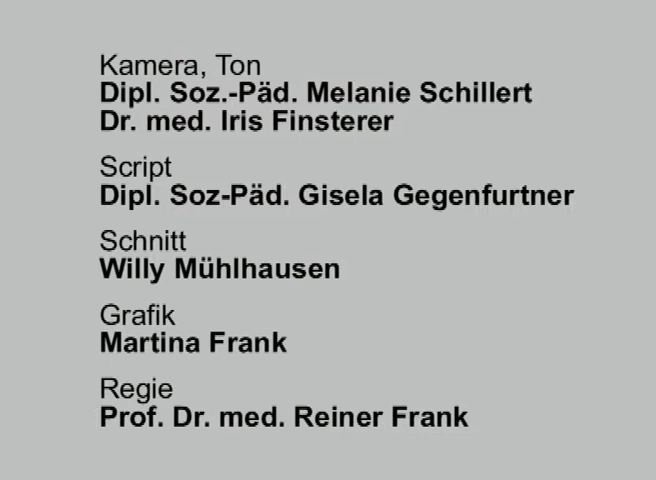 Kamera, Ton
Dipl. Soz.-Päd. Melanie Schillert
Dr. med. Iris Finsterer
Script
Dipl. Soz-Päd. Gisela Gegenfurtner
Schnitt
Willy Mühlhausen
Grafik
Martina Frank
Regie
Prof. Dr. med. Reiner Frank